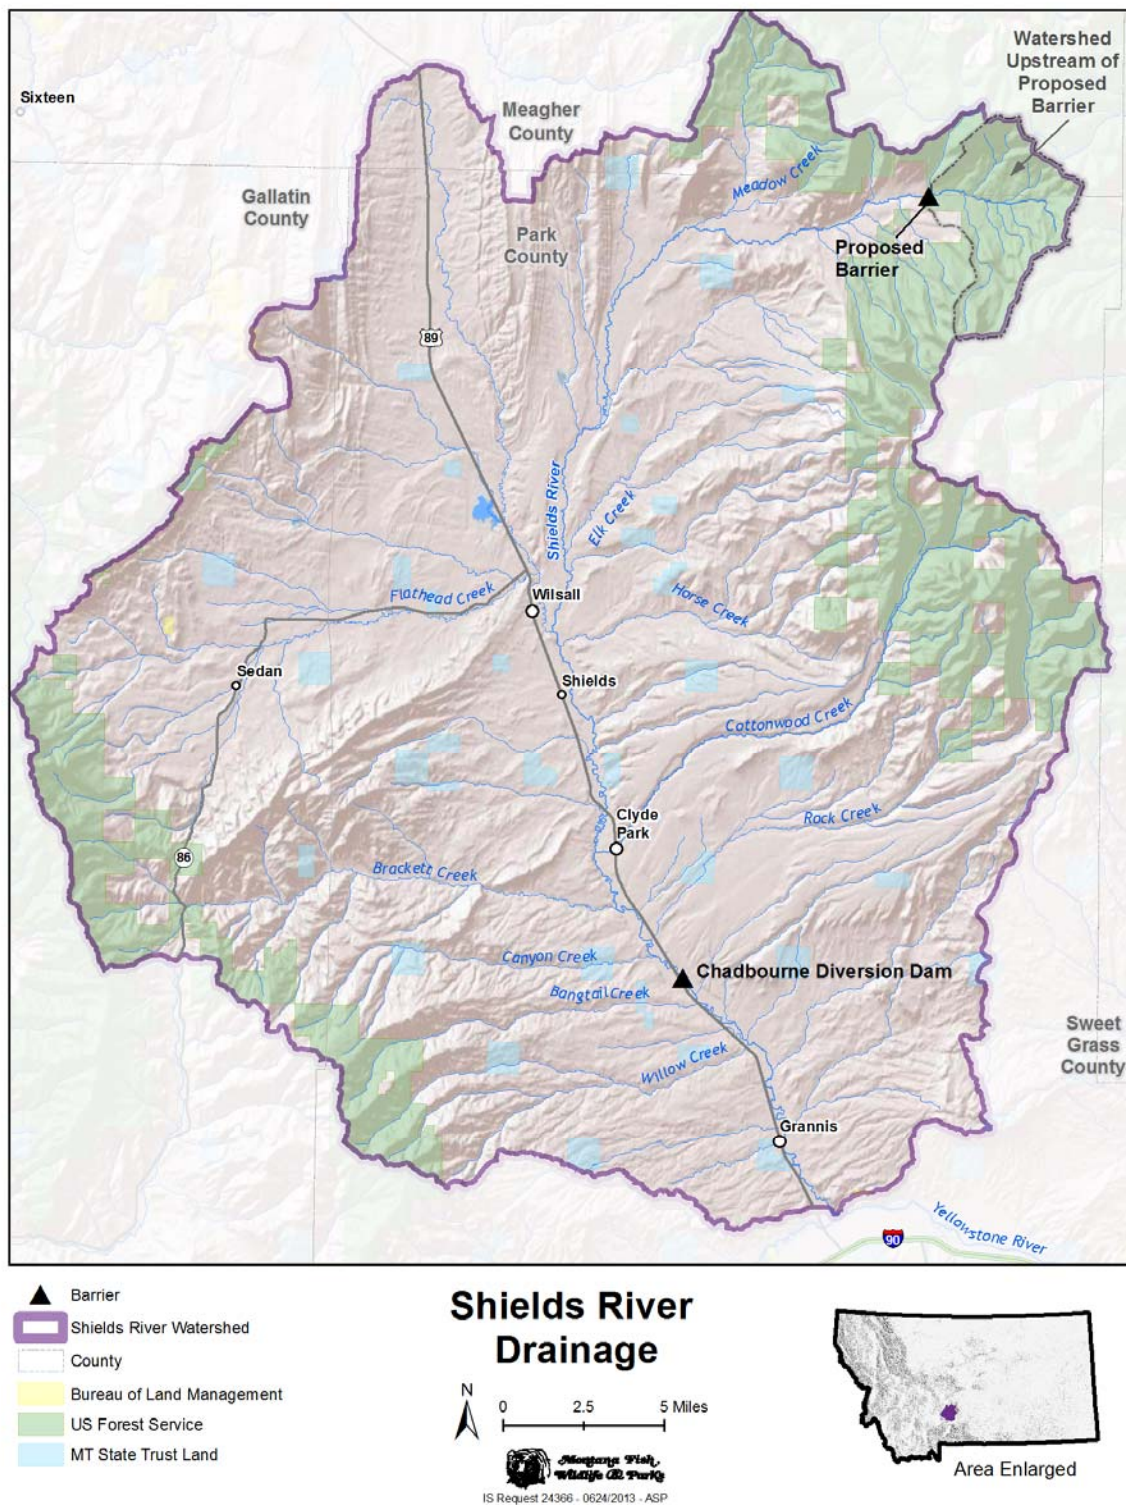 Sixteen
Meagher
County
Watershed
Upstream of
Proposed
Barrier
Gallatin
County
Park
County
Meadow Creek
Proposed
Barrier
89
Shields River
Elk Creek
Flathead Creek
Wilsall
Horse Creek
Sedan
Shields
Cottonwood Creek
Clyde
Park
Rock Creek
86
Brackett Creek
Canyon Creek
Chadbourne Diversion Dam
Bangtail Creek
Sweet
Grass
County
Willow Creek
Grannis
Yellowstone River
90
Barrier
Shields River Watershed
County
Bureau of Land Management
US Forest Service
MT State Trust Land
Shields River
Drainage
N
0 2.5 5 Miles
Montana Fish,
Wildlife & Parks
IS Request 24366 - 0624/2013 - ASP
Area Enlarged